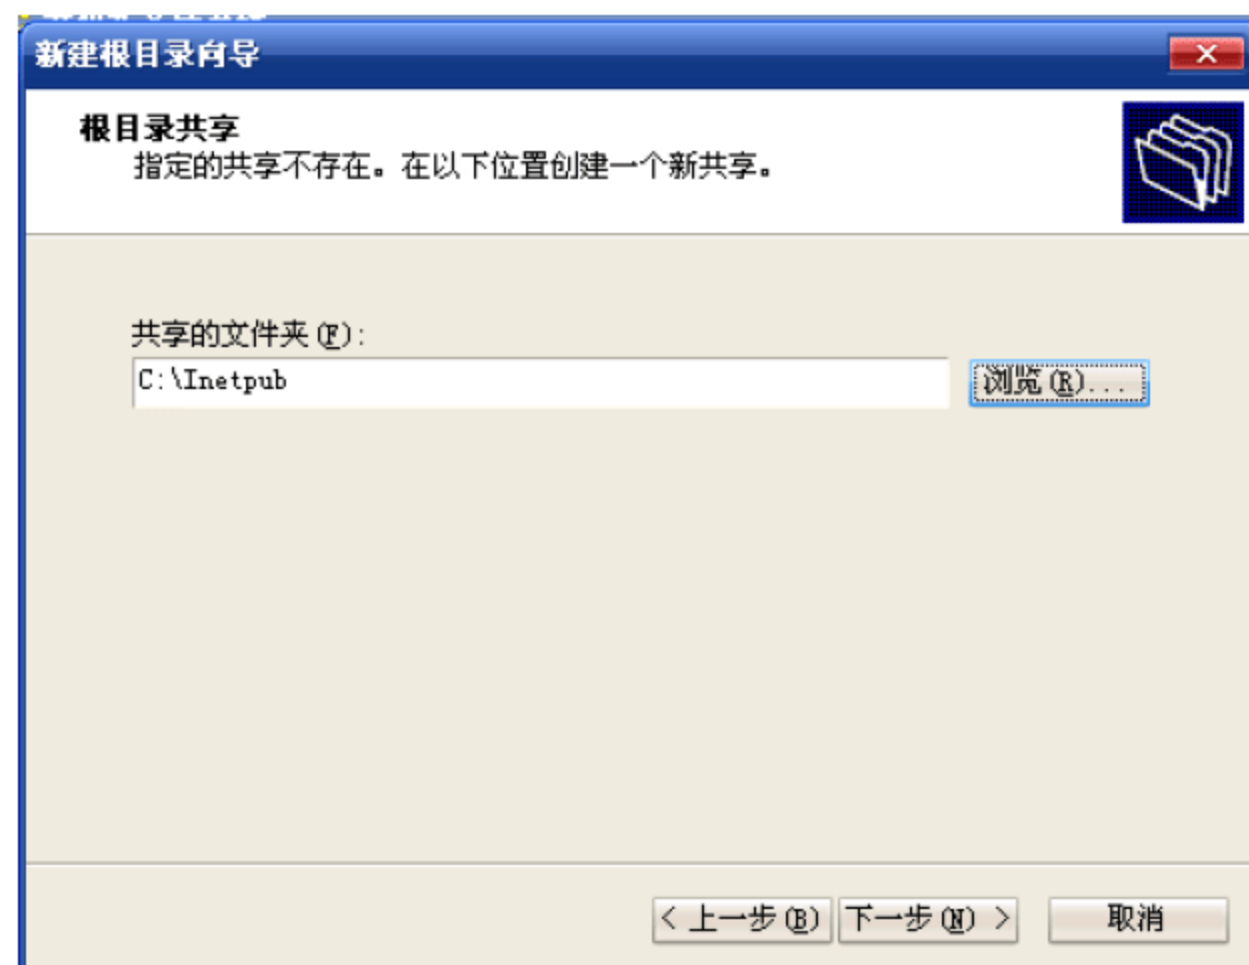 新建根目录向导
根目录共享
指定的共享不存在。在以下位置创建一个新共享。
共享的文件夹(F):
C:\Inetpub
浏览(R)...
< 上一步(B)
下一步(N) >
取消